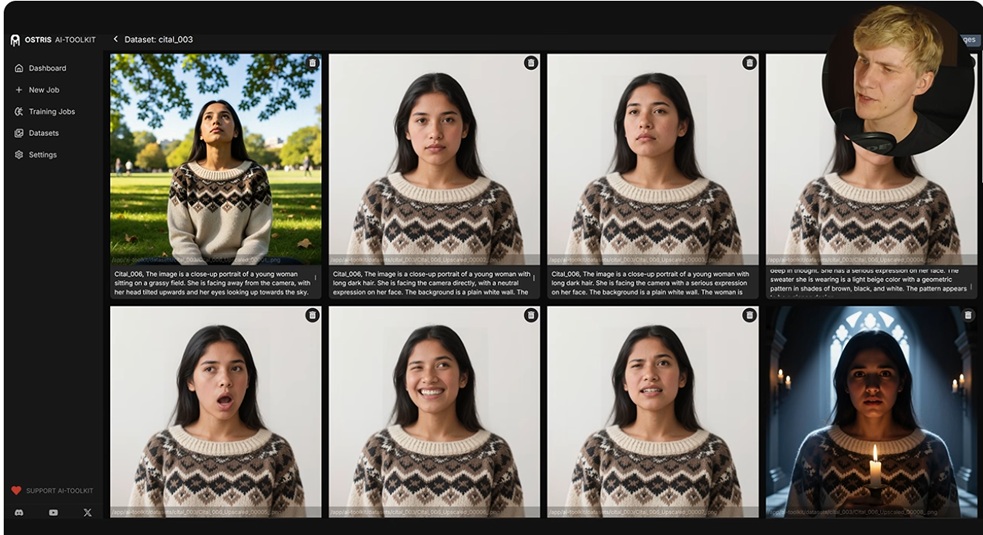 OSTRIS AI-TOOLKIT
Dataset: cital_003
ges
Dashboard
New Job
Training Jobs
Datasets
Settings
Cital_006, The image is a close-up portrait of a young woman
sitting on a grassy field. She is facing away from the camera, with
her head tilted upwards and her eyes looking up towards the sky.
Cital_006, The image is a close-up portrait of a young woman with
long dark hair. She is facing the camera directly, with a neutral
expression on her face. The background is a plain white wall. The
Cital_006, The image is a close-up portrait of a young woman with
long dark hair. She is facing the camera with a serious expression
on her face. The background is a plain white wall. The woman is
deep in thought. She has a serious expression on her face. The
sweater she is wearing is a light beige color with a geometric
pattern in shades of brown, black, and white. The pattern appears
SUPPORT AI-TOOLKIT